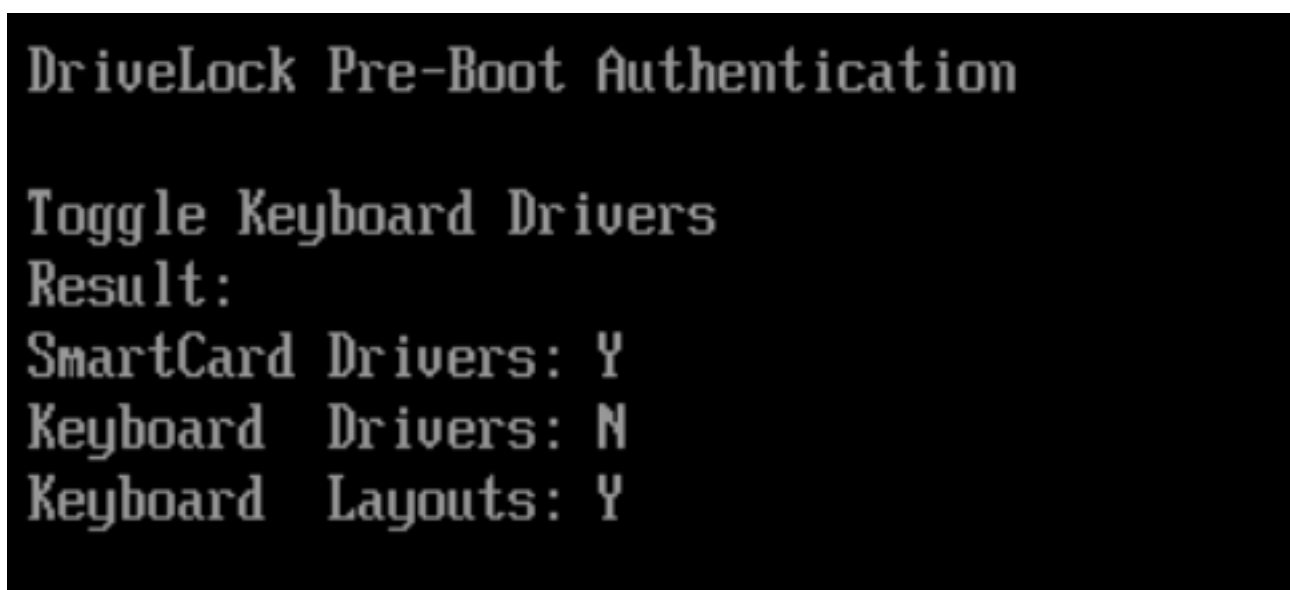 DriveLock Pre-Boot Authentication
Toggle Keyboard Drivers
Result:
SmartCard Drivers: Y
Keyboard  Drivers: N
Keyboard  Layouts: Y